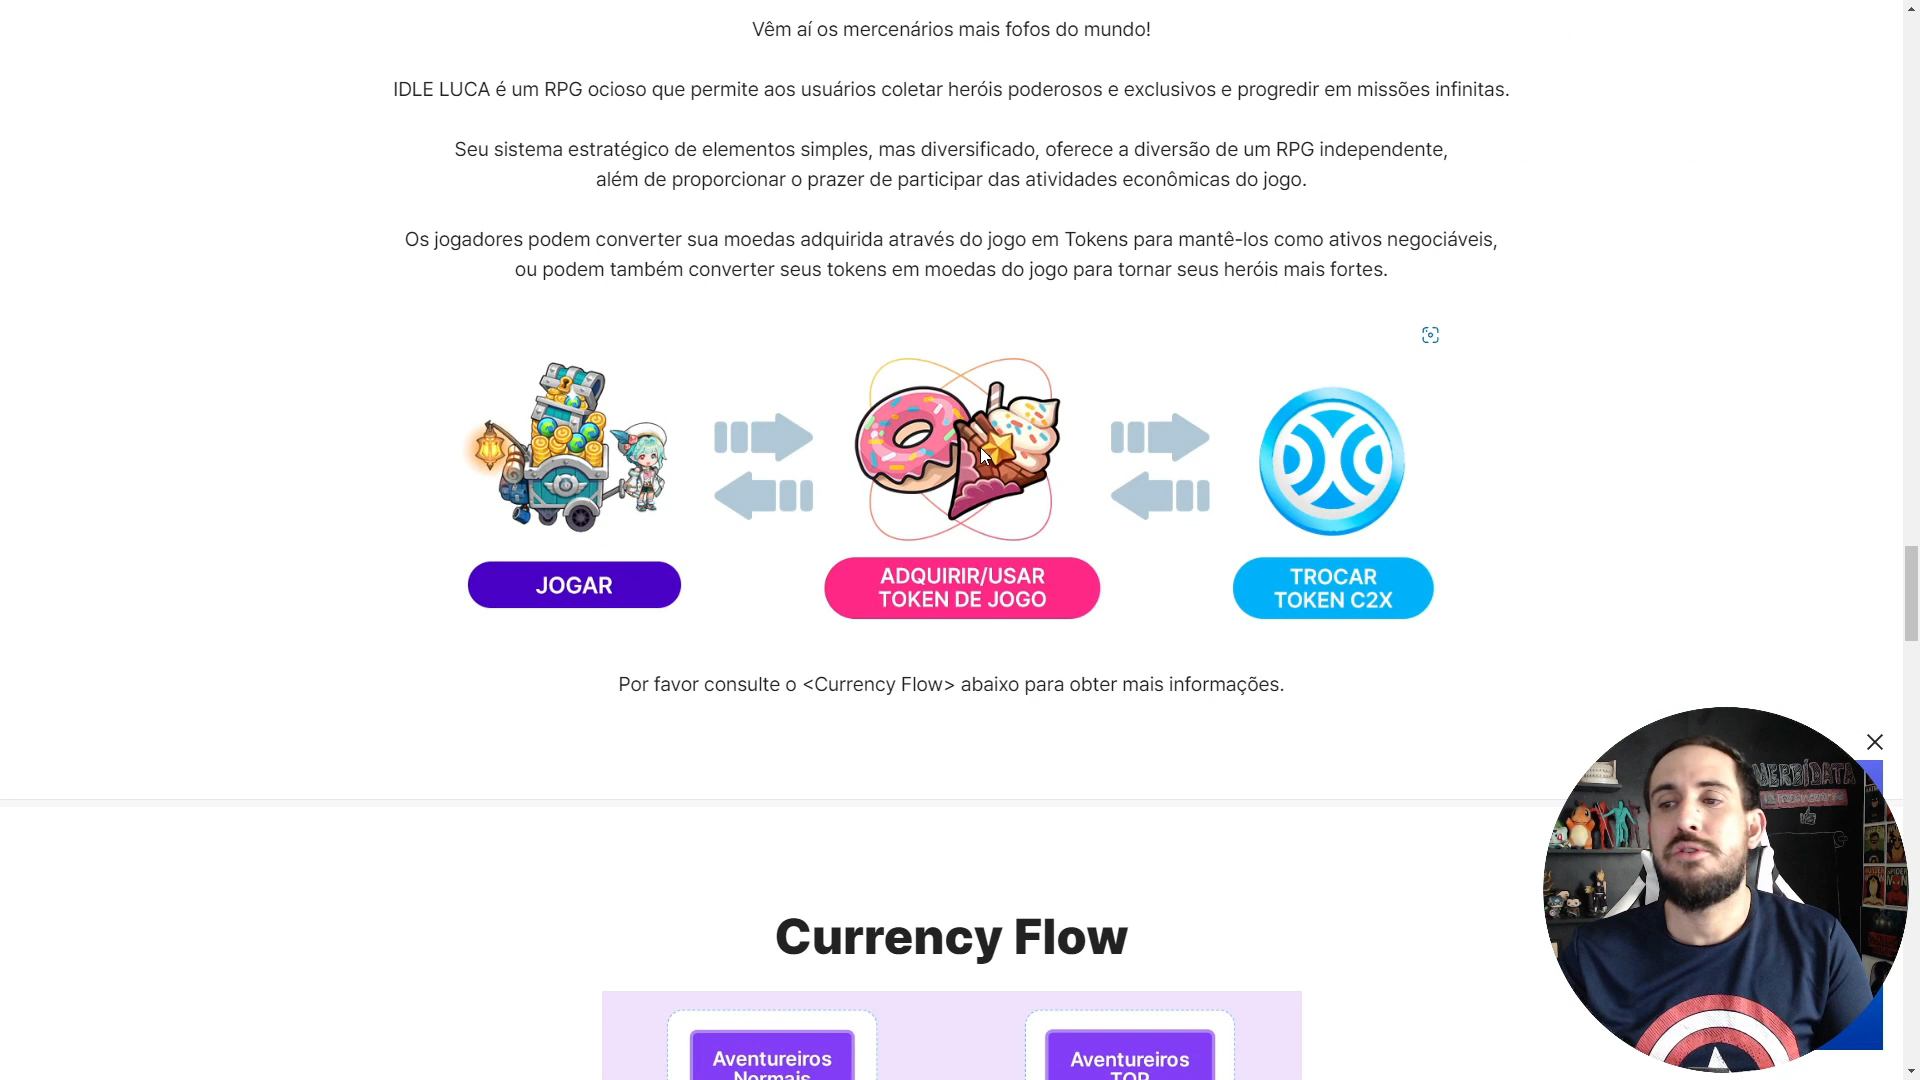 Vêm aí os mercenários mais fofos do mundo!
IDLE LUCA é um RPG ocioso que permite aos usuários coletar heróis poderosos e exclusivos e progredir em missões infinitas.
Seu sistema estratégico de elementos simples, mas diversificado, oferece a diversão de um RPG independente,
além de proporcionar o prazer de participar das atividades econômicas do jogo.
Os jogadores podem converter sua moedas adquirida através do jogo em Tokens para mantê-los como ativos negociáveis,
ou podem também converter seus tokens em moedas do jogo para tornar seus heróis mais fortes.
JOGAR
ADQUIRIR/USAR
TOKEN DE JOGO
TROCAR
TOKEN C2X
Por favor consulte o <Currency Flow> abaixo para obter mais informações.
Currency Flow
Aventureiros
Normais
Aventureiros
TOP